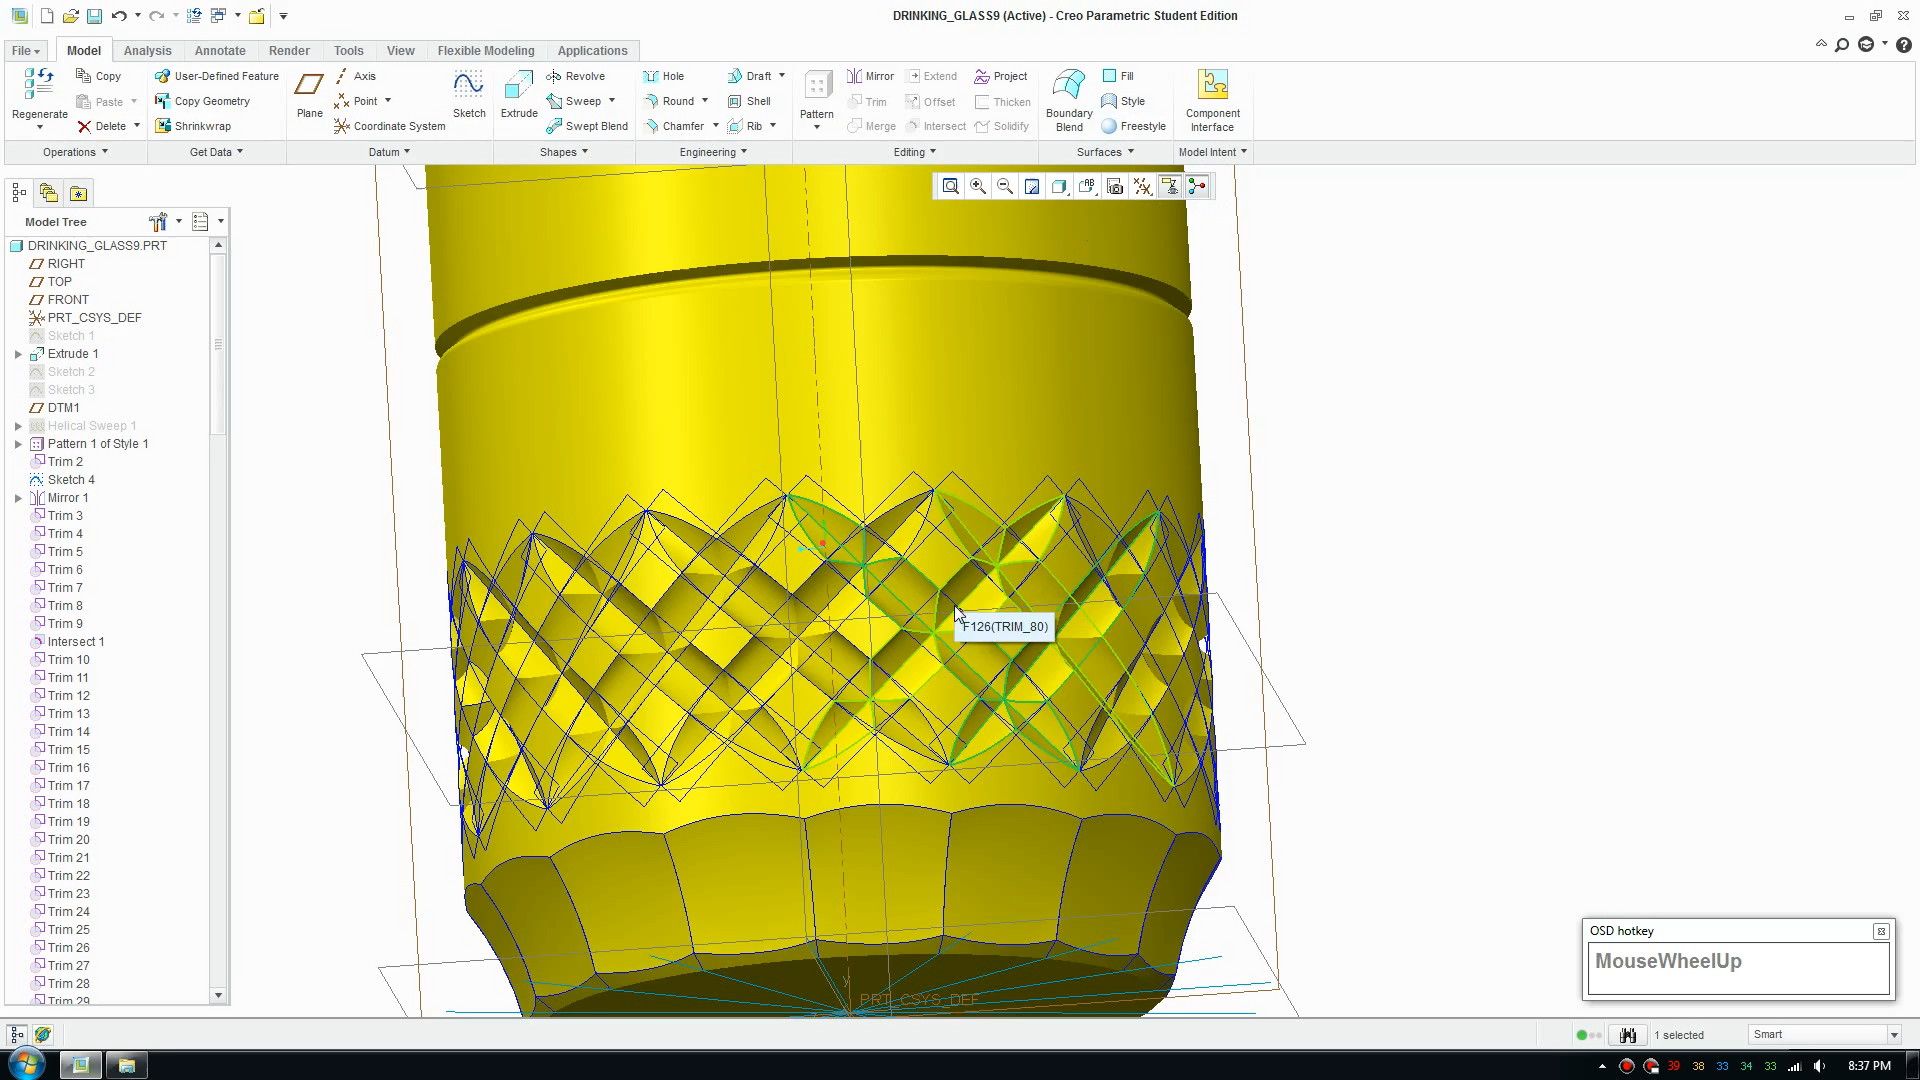 DRINKING_GLASS9 (Active) - Creo Parametric Student Edition
File Model Analysis Annotate Render Tools View Flexible Modeling Applications
Regenerate
Copy
Paste
Delete
User-Defined Feature
Copy Geometry
Shrinkwrap
Plane
Axis
Point
Coordinate System
Sketch
Extrude
Revolve
Sweep
Swept Blend
Hole
Round
Chamfer
Draft
Shell
Rib
Pattern
Mirror
Trim
Merge
Extend
Offset
Intersect
Project
Thicken
Solidify
Boundary
Blend
Fill
Style
Freestyle
Component
Interface
Operations Get Data Datum Shapes Engineering Editing Surfaces Model Intent
Model Tree
DRINKING_GLASS9.PRT
RIGHT
TOP
FRONT
PRT_CSYS_DEF
Sketch 1
Extrude 1
Sketch 2
Sketch 3
DTM1
Helical Sweep 1
Pattern 1 of Style 1
Trim 2
Sketch 4
Mirror 1
Trim 3
Trim 4
Trim 5
Trim 6
Trim 7
Trim 8
Trim 9
Intersect 1
Trim 10
Trim 11
Trim 12
Trim 13
Trim 14
Trim 15
Trim 16
Trim 17
Trim 18
Trim 19
Trim 20
Trim 21
Trim 22
Trim 23
Trim 24
Trim 25
Trim 26
Trim 27
Trim 28
Trim 29
F126(TRIM_80)
PRT_CSYS_DEF
OSD hotkey
MouseWheelUp
1 selected
Smart
39 38 33 34 33
8:37 PM